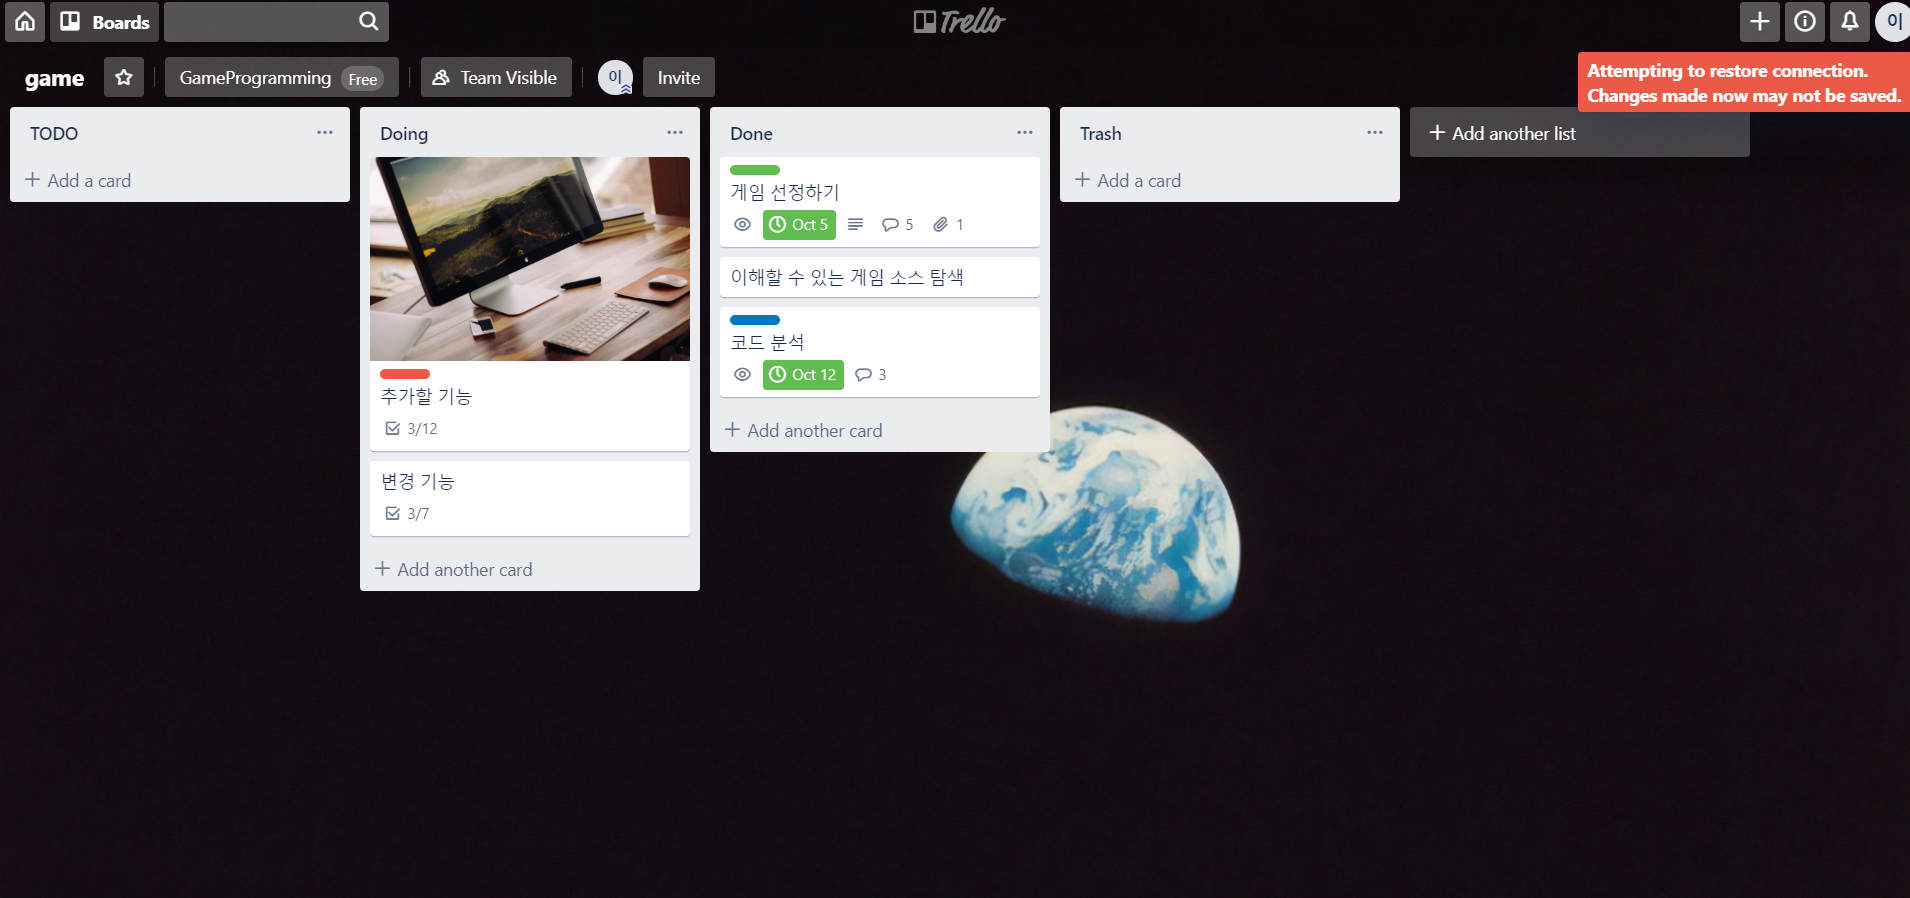 Boards
Trello
이
game
GameProgramming Free
Team Visible
이
Invite
Attempting to restore connection.
Changes made now may not be saved.
TODO
+ Add a card
Doing
추가할 기능
3/12
변경 기능
3/7
+ Add another card
Done
게임 선정하기
Oct 5 5 1
이해할 수 있는 게임 소스 탐색
코드 분석
Oct 12 3
+ Add another card
Trash
+ Add a card
+ Add another list